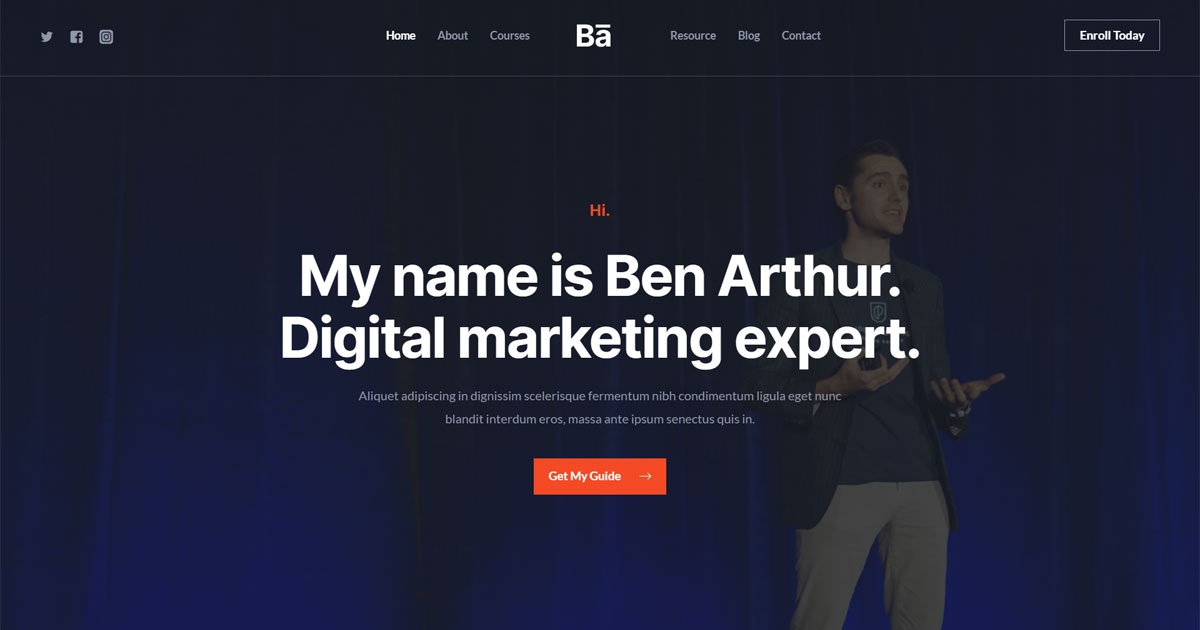 Home About Courses Bā Resource Blog Contact Enroll Today
Hi.
My name is Ben Arthur.
Digital marketing expert.
Aliquet adipiscing in dignissim scelerisque fermentum nibh condimentum ligula eget nunc
blandit interdum eros, massa ante ipsum senectus quis in.
Get My Guide →